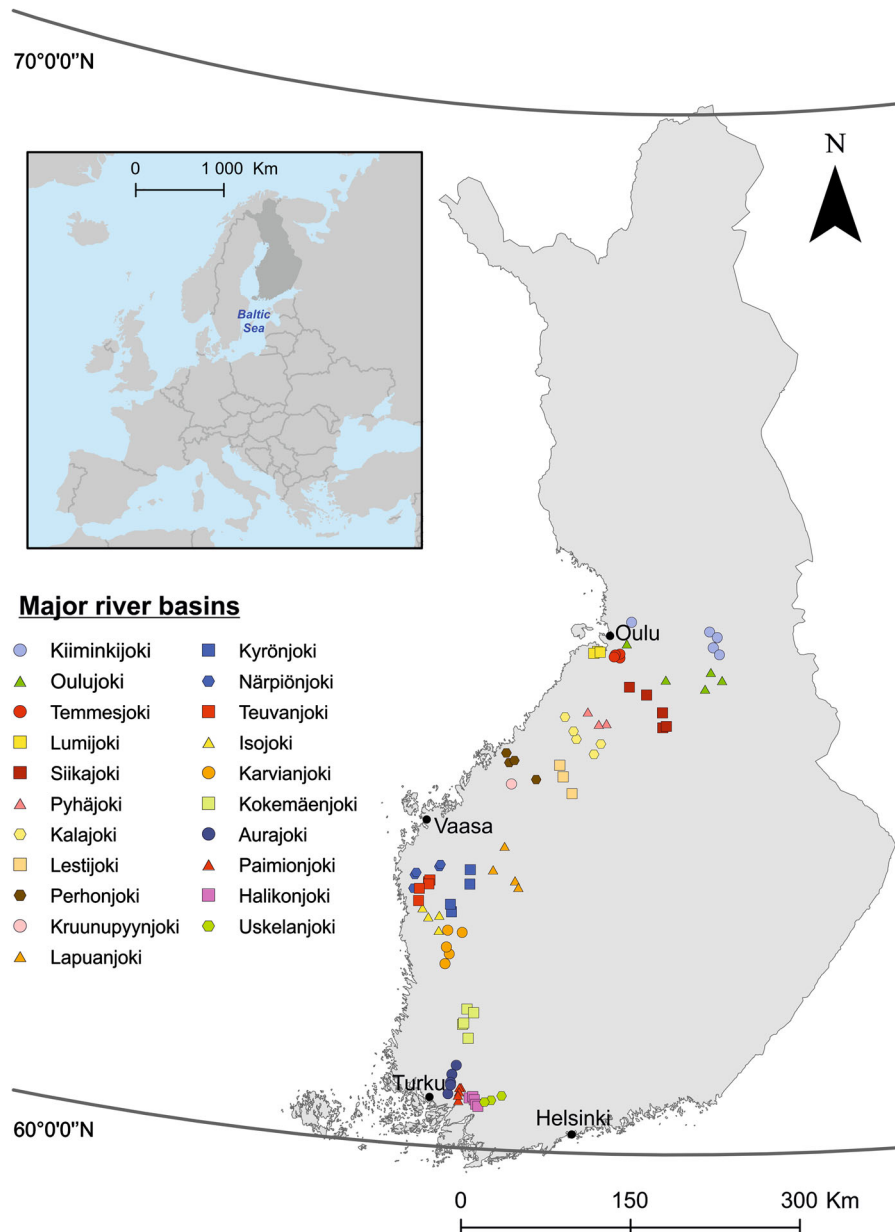 70°0'0"N
N
0 1 000 Km
Baltic
Sea
Major river basins
Kiiminkijoki
Oulujoki
Temmesjoki
Lumijoki
Siikajoki
Pyhäjoki
Kalajoki
Lestijoki
Perhonjoki
Kruunupyynjoki
Lapuanjoki
Kyrönjoki
Närpiönjoki
Teuvanjoki
Isojoki
Karvianjoki
Kokemäenjoki
Aurajoki
Paimionjoki
Halikonjoki
Uskelanjoki
Oulu
Vaasa
Turku
Helsinki
60°0'0"N
0 150 300 Km